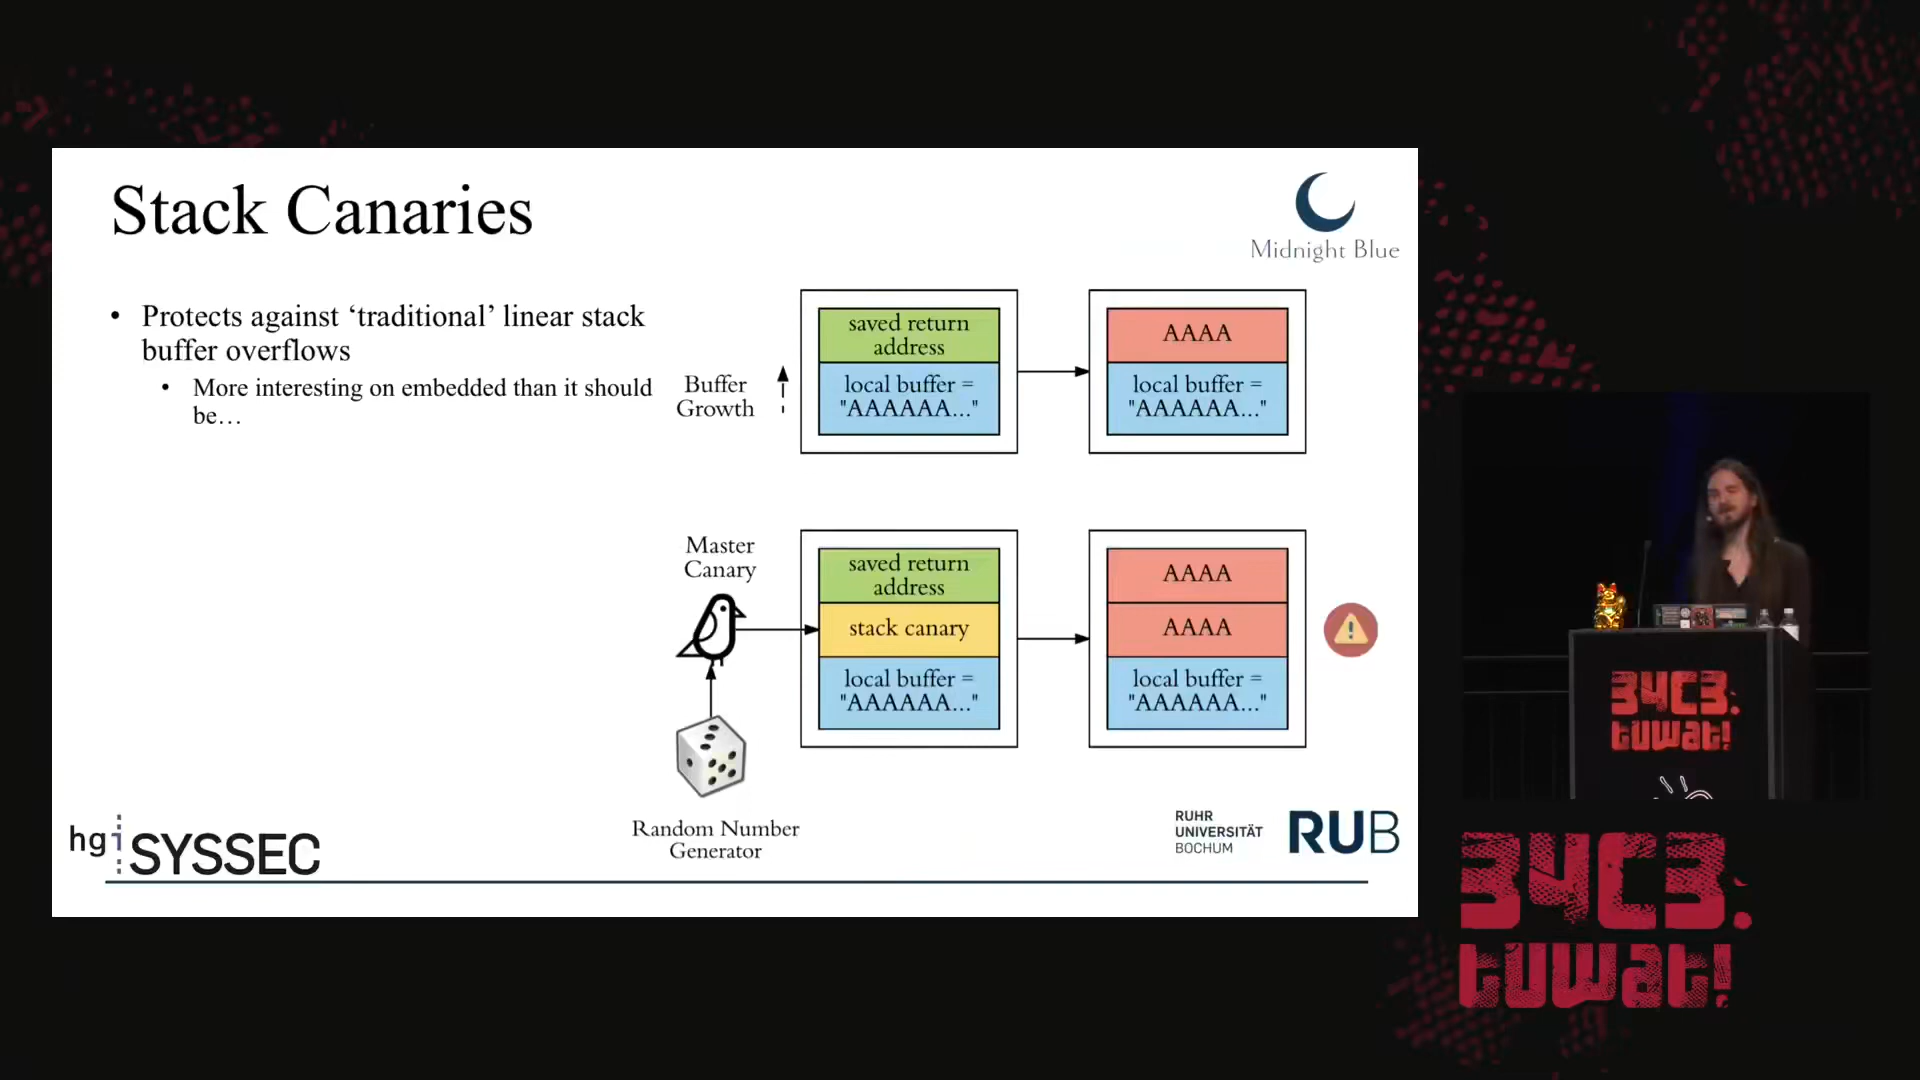 Stack Canaries
Midnight Blue
• Protects against ‘traditional’ linear stack
buffer overflows
• More interesting on embedded than it should
be…
Buffer
Growth
saved return
address
local buffer =
"AAAAAA..."
AAAA
local buffer =
"AAAAAA..."
Master
Canary
saved return
address
stack canary
local buffer =
"AAAAAA..."
AAAA
AAAA
local buffer =
"AAAAAA..."
Random Number
Generator
hgi SYSSEC
RUHR
UNIVERSITÄT
BOCHUM
RUB
34C3.
tuwat!
34C3.
tuwat!